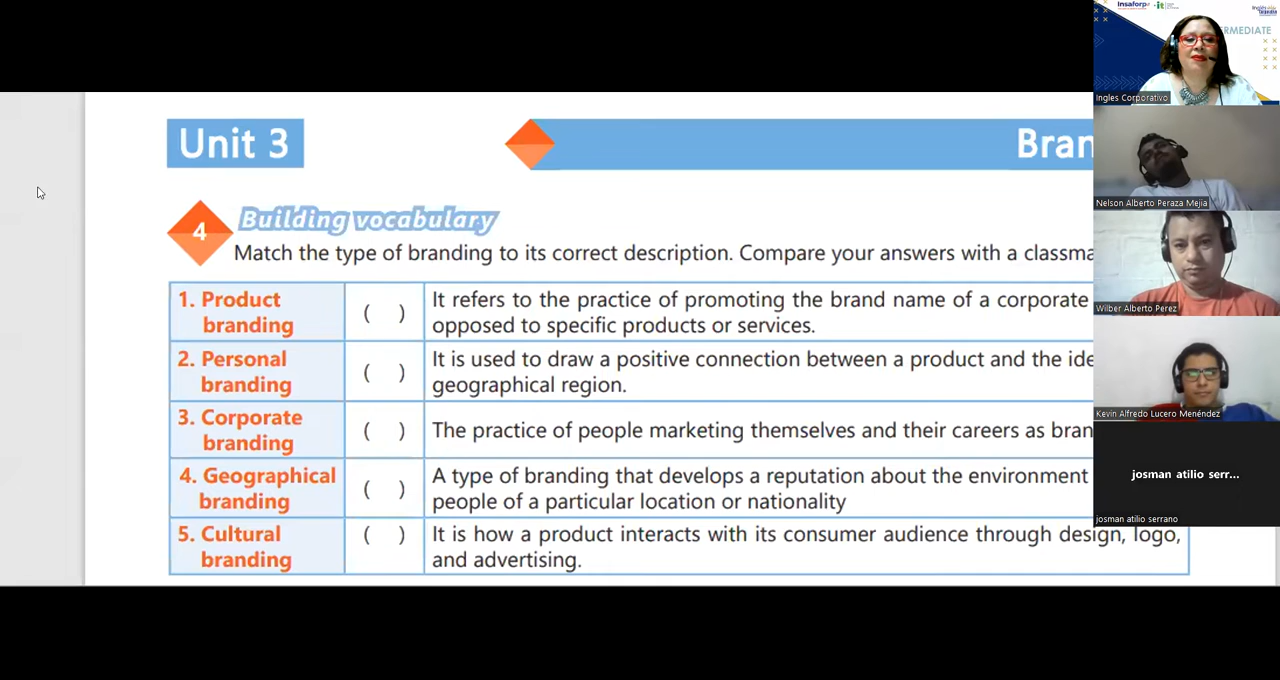 Unit 3
Bran
4
Building vocabulary
Match the type of branding to its correct description. Compare your answers with a classma
1. Product
branding
( )
It refers to the practice of promoting the brand name of a corporate
opposed to specific products or services.
2. Personal
branding
( )
It is used to draw a positive connection between a product and the ide
geographical region.
3. Corporate
branding
( )
The practice of people marketing themselves and their careers as bran
4. Geographical
branding
( )
A type of branding that develops a reputation about the environment
people of a particular location or nationality
5. Cultural
branding
( )
It is how a product interacts with its consumer audience through design, logo,
and advertising.
Insaforp
it
ERMEDIATE
Ingles Corporativo
Nelson Alberto Peraza Mejia
Wilber Alberto Perez
Kevin Alfredo Lucero Menéndez
josman atilio serr...
josman atilio serrano